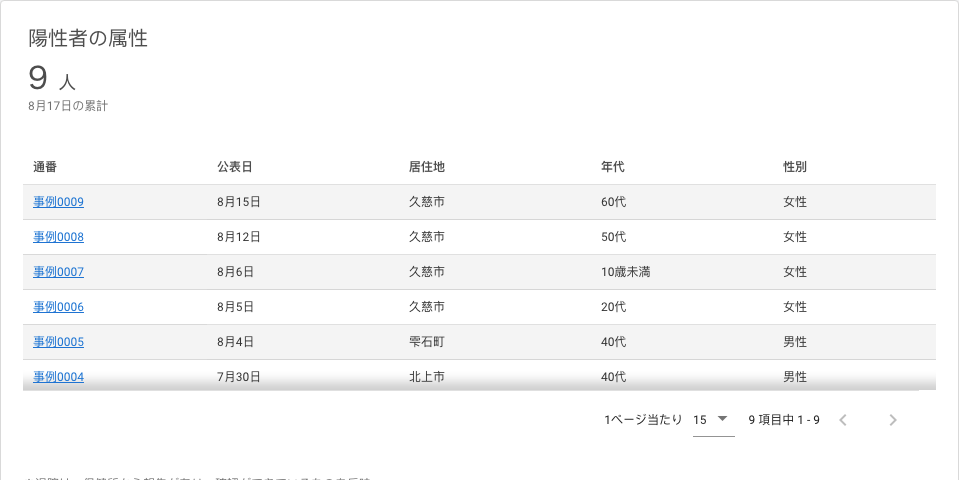 陽性者の属性
9 人
8月17日の累計
通番 公表日 居住地 年代 性別
事例0009 8月15日 久慈市 60代 女性
事例0008 8月12日 久慈市 50代 女性
事例0007 8月6日 久慈市 10歳未満 女性
事例0006 8月5日 久慈市 20代 女性
事例0005 8月4日 雫石町 40代 男性
事例0004 7月30日 北上市 40代 男性
1ページ当たり 15 9 項目中 1 - 9